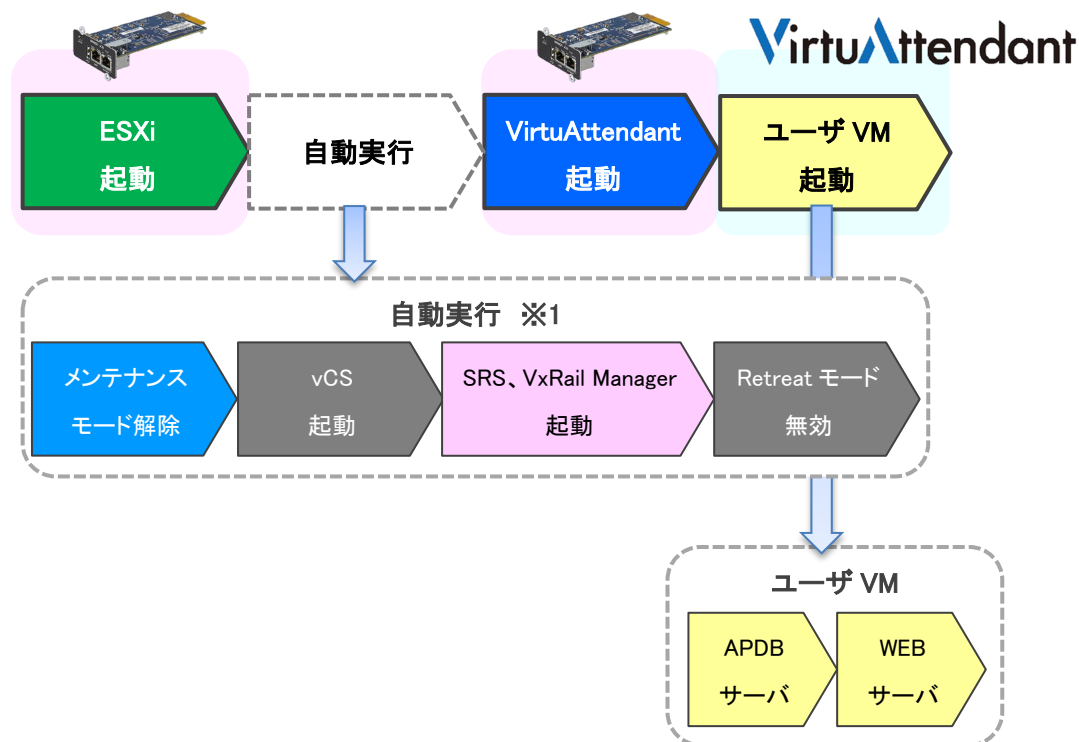 VirtuAttendant
ESXi
起動
自動実行
VirtuAttendant
起動
ユーザ VM
起動
自動実行 ※1
メンテナンス
モード解除
vCS
起動
SRS、VxRail Manager
起動
Retreat モード
無効
ユーザ VM
APDB
サーバ
WEB
サーバ